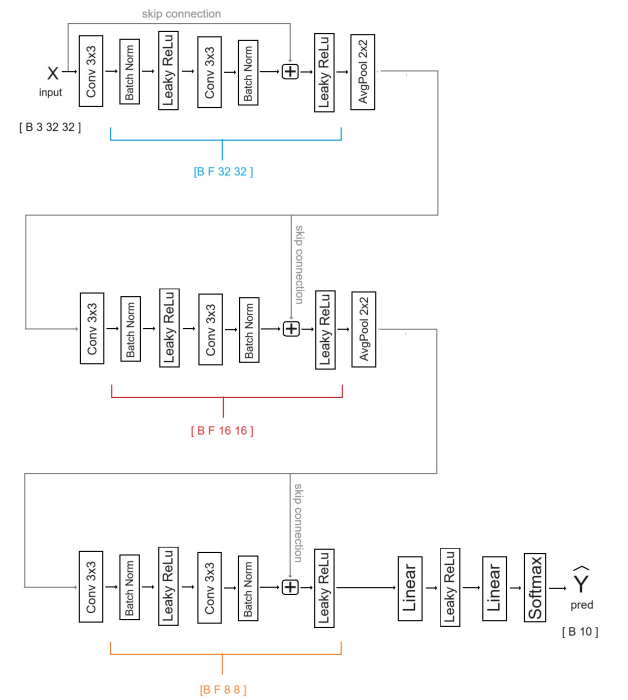 skip connection
X
input
Conv 3x3
Batch Norm
Leaky ReLu
Conv 3x3
Batch Norm
+
Leaky ReLu
AvgPool 2x2
[ B 3 32 32 ]
[B F 32 32 ]
skip connection
Conv 3x3
Batch Norm
Leaky ReLu
Conv 3x3
Batch Norm
+
Leaky ReLu
AvgPool 2x2
[ B F 16 16 ]
skip connection
Conv 3x3
Batch Norm
Leaky ReLu
Conv 3x3
Batch Norm
+
Leaky ReLu
Linear
Leaky ReLu
Linear
Softmax
Ŷ
pred
[ B 10 ]
[B F 8 8 ]